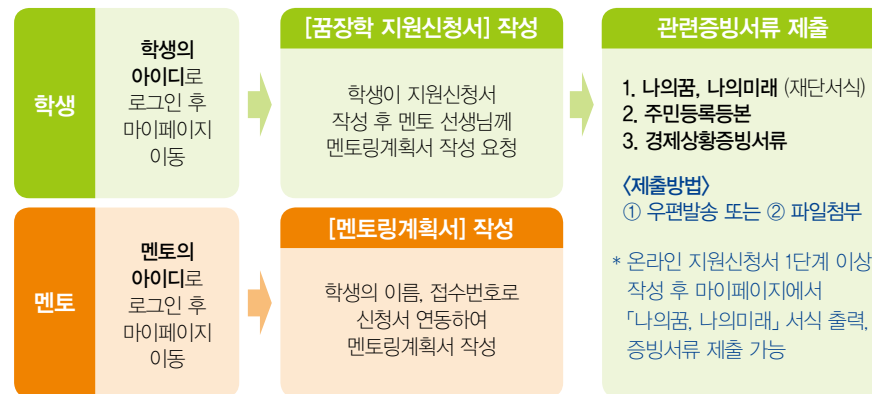 학생
학생의
아이디로
로그인 후
마이페이지
이동
[꿈장학 지원신청서] 작성
학생이 지원신청서
작성 후 멘토 선생님께
멘토링계획서 작성 요청
멘토
멘토의
아이디로
로그인 후
마이페이지
이동
[멘토링계획서] 작성
학생의 이름, 접수번호로
신청서 연동하여
멘토링계획서 작성
관련증빙서류 제출
1. 나의꿈, 나의미래 (재단서식)
2. 주민등록등본
3. 경제상황증빙서류
〈제출방법〉
① 우편발송 또는 ② 파일첨부
* 온라인 지원신청서 1단계 이상
작성 후 마이페이지에서
「나의꿈, 나의미래」 서식 출력,
증빙서류 제출 가능